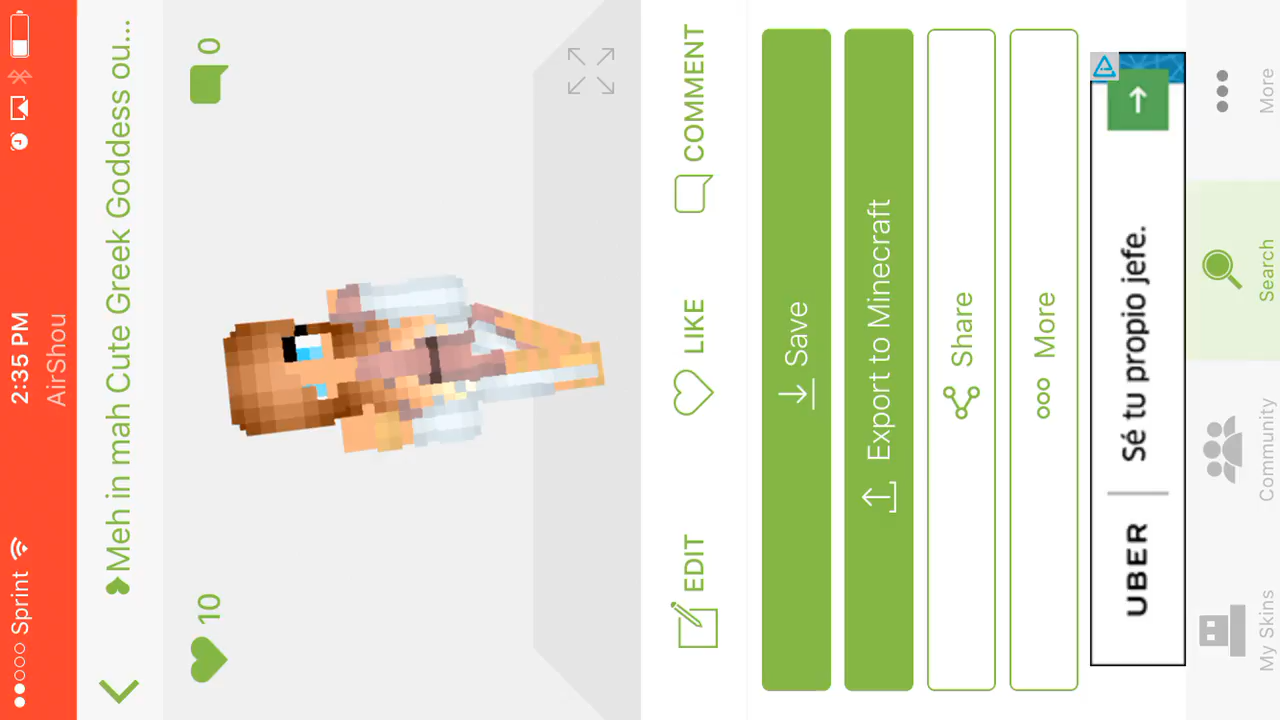 Sprint 2:35 PM
AirShou
❥Meh in mah Cute Greek Goddess ou...
10 0
EDIT LIKE COMMENT
Save
Export to Minecraft
Share
More
UBER Sé tu propio jefe.
My Skins Community Search More